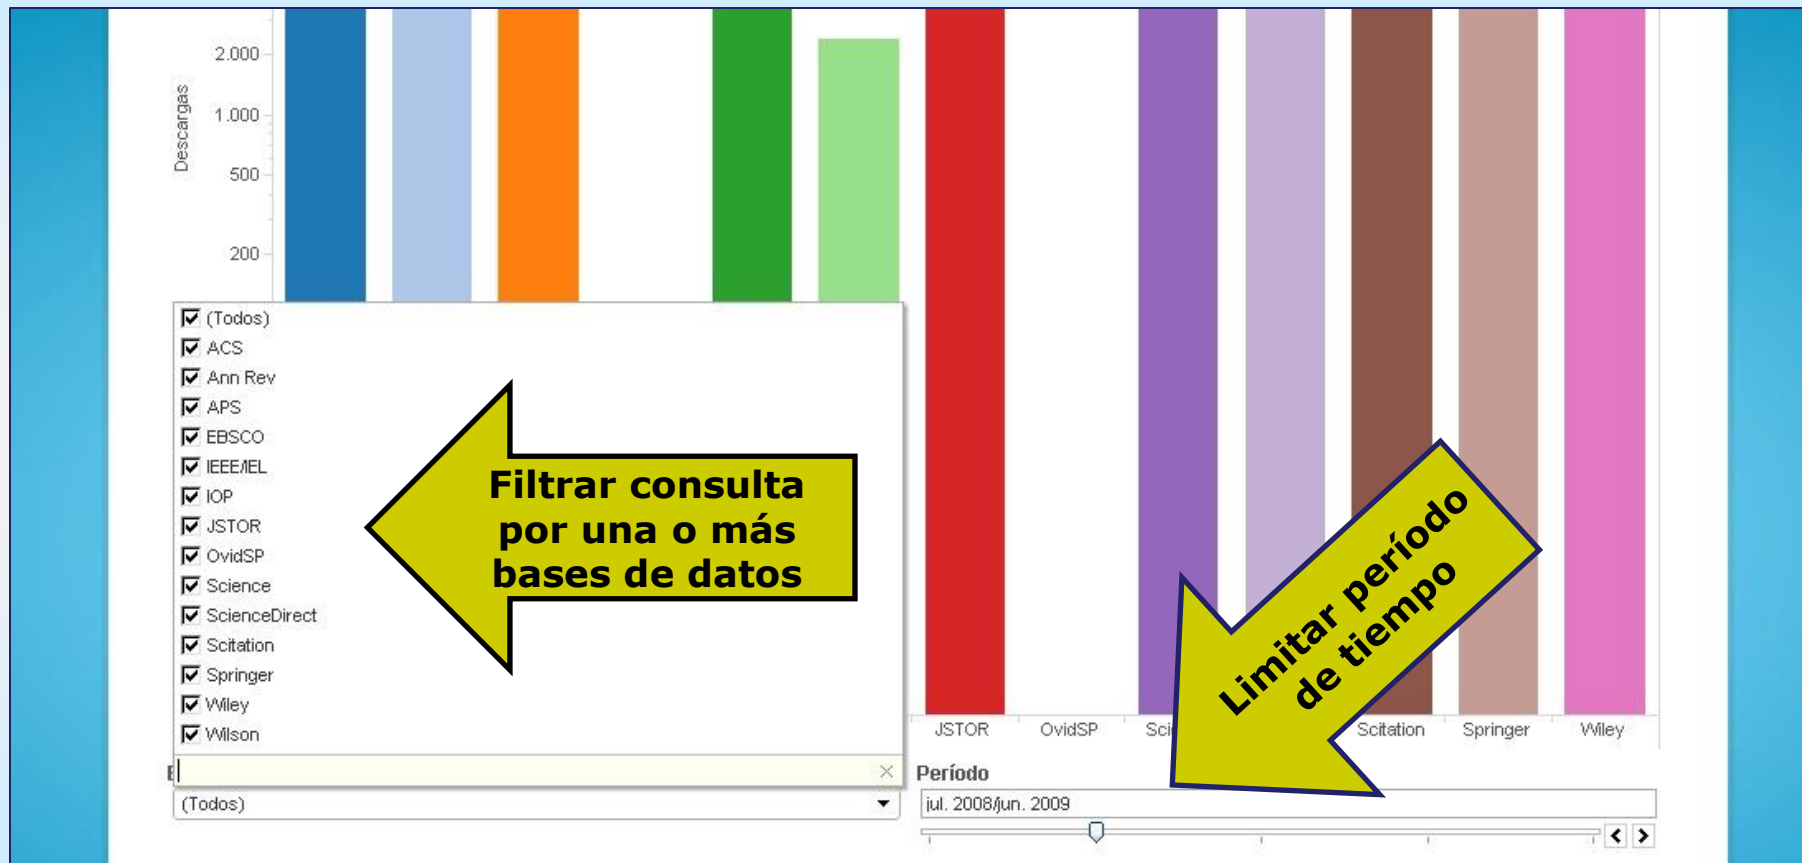 Descargas
2.000
1.000
500
200
(Todos)
ACS
Ann Rev
APS
EBSCO
IEEE/IEL
IOP
JSTOR
OvidSP
Science
ScienceDirect
Scitation
Springer
Wiley
Wilson
Filtrar consulta
por una o más
bases de datos
Limitar período
de tiempo
JSTOR OvidSP Scitation Springer Wiley
(Todos)
Período
jul. 2008/jun. 2009